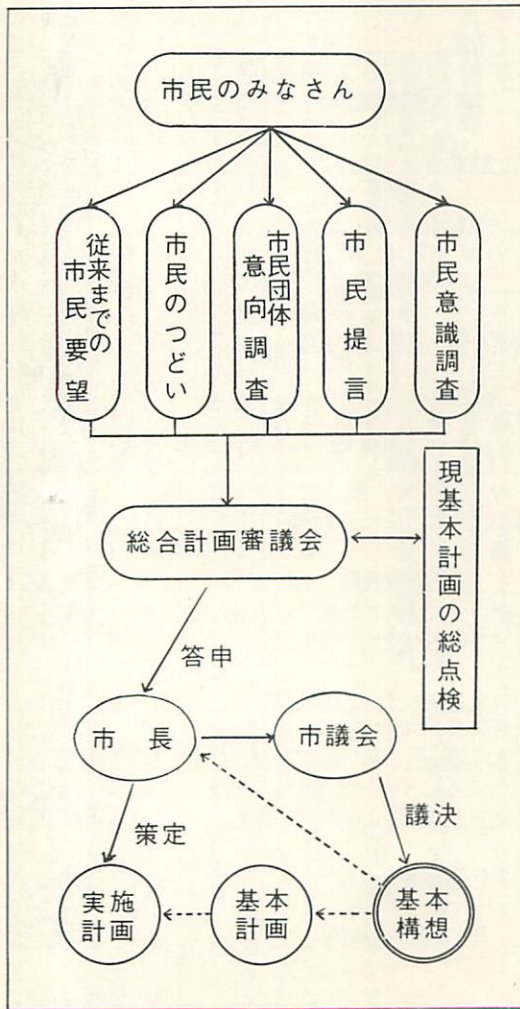 市民のみなさん
従来までの
市民要望
市民のつどい
市民団体
意向調査
市民提言
市民意識調査
現基本計画の総点検
総合計画審議会
答申
市長
市議会
策定
議決
実施
計画
基本
計画
基本
構想